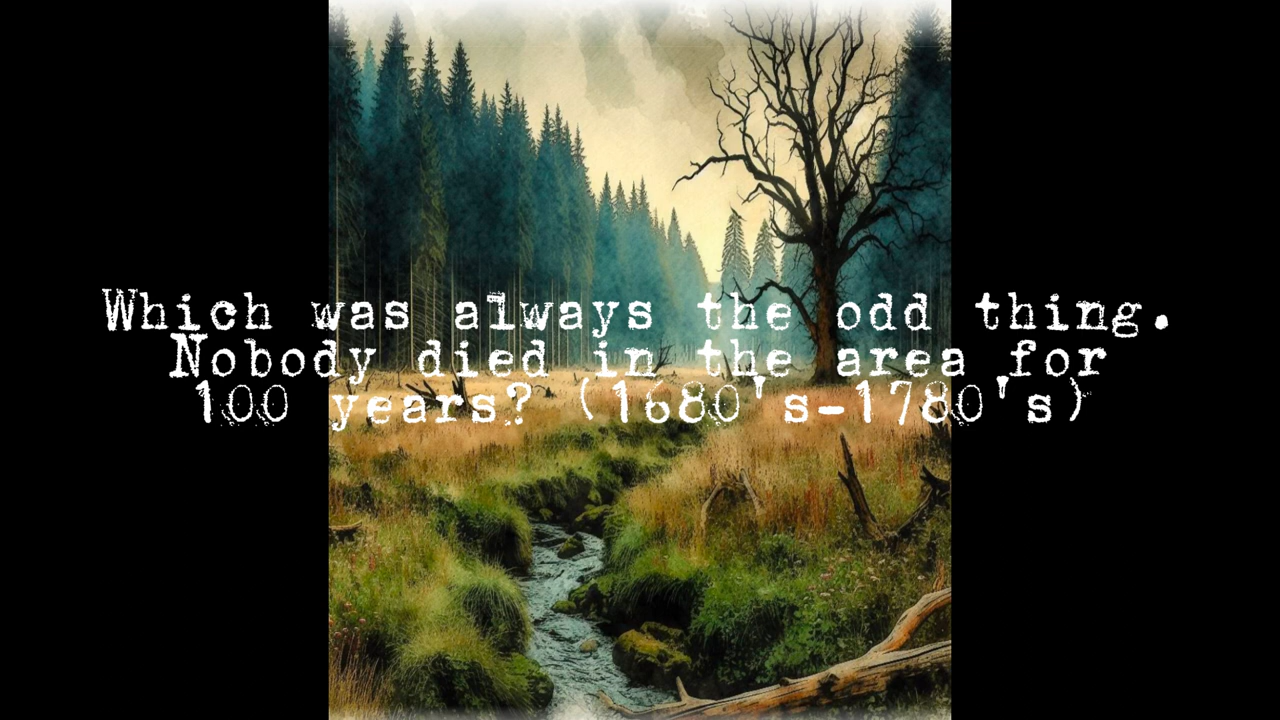 Which was always the odd thing.
Nobody died in the area for
100 years? (1680's-1780's)